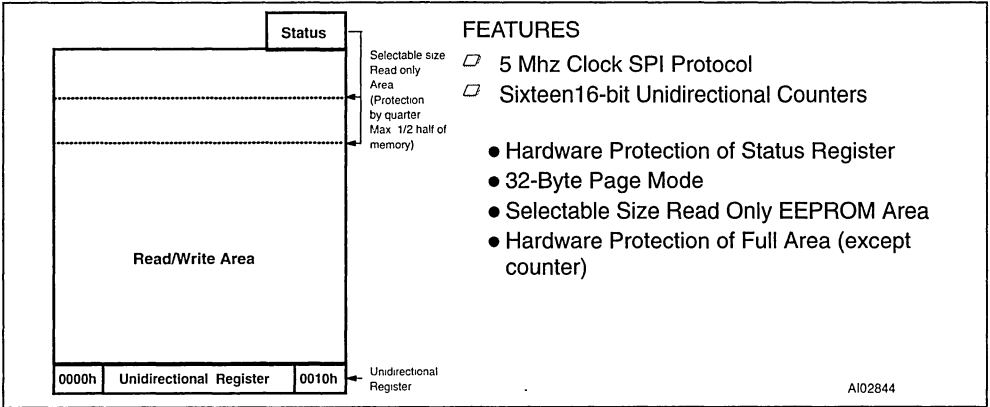 Status
Selectable size
Read only
Area
(Protection
by quarter
Max 1/2 half of
memory)
Read/Write Area
0000h Unidirectional Register 0010h
Unidirectional
Register
FEATURES
5 Mhz Clock SPI Protocol
Sixteen16-bit Unidirectional Counters
● Hardware Protection of Status Register
● 32-Byte Page Mode
● Selectable Size Read Only EEPROM Area
● Hardware Protection of Full Area (except
counter)
AI02844